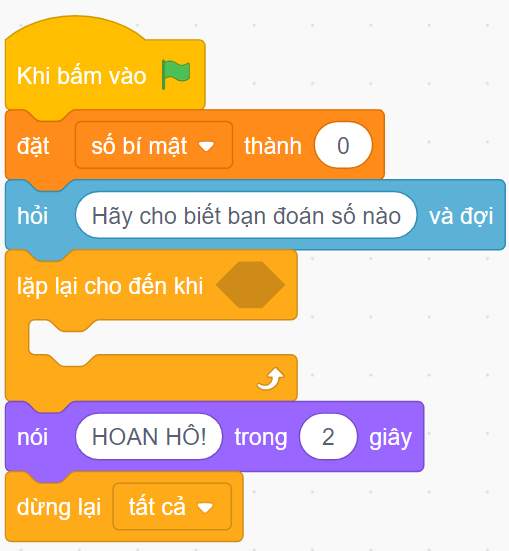 Khi bấm vào
đặt số bí mật thành 0
hỏi Hãy cho biết bạn đoán số nào và đợi
lặp lại cho đến khi
nói HOAN HÔ! trong 2 giây
dừng lại tất cả